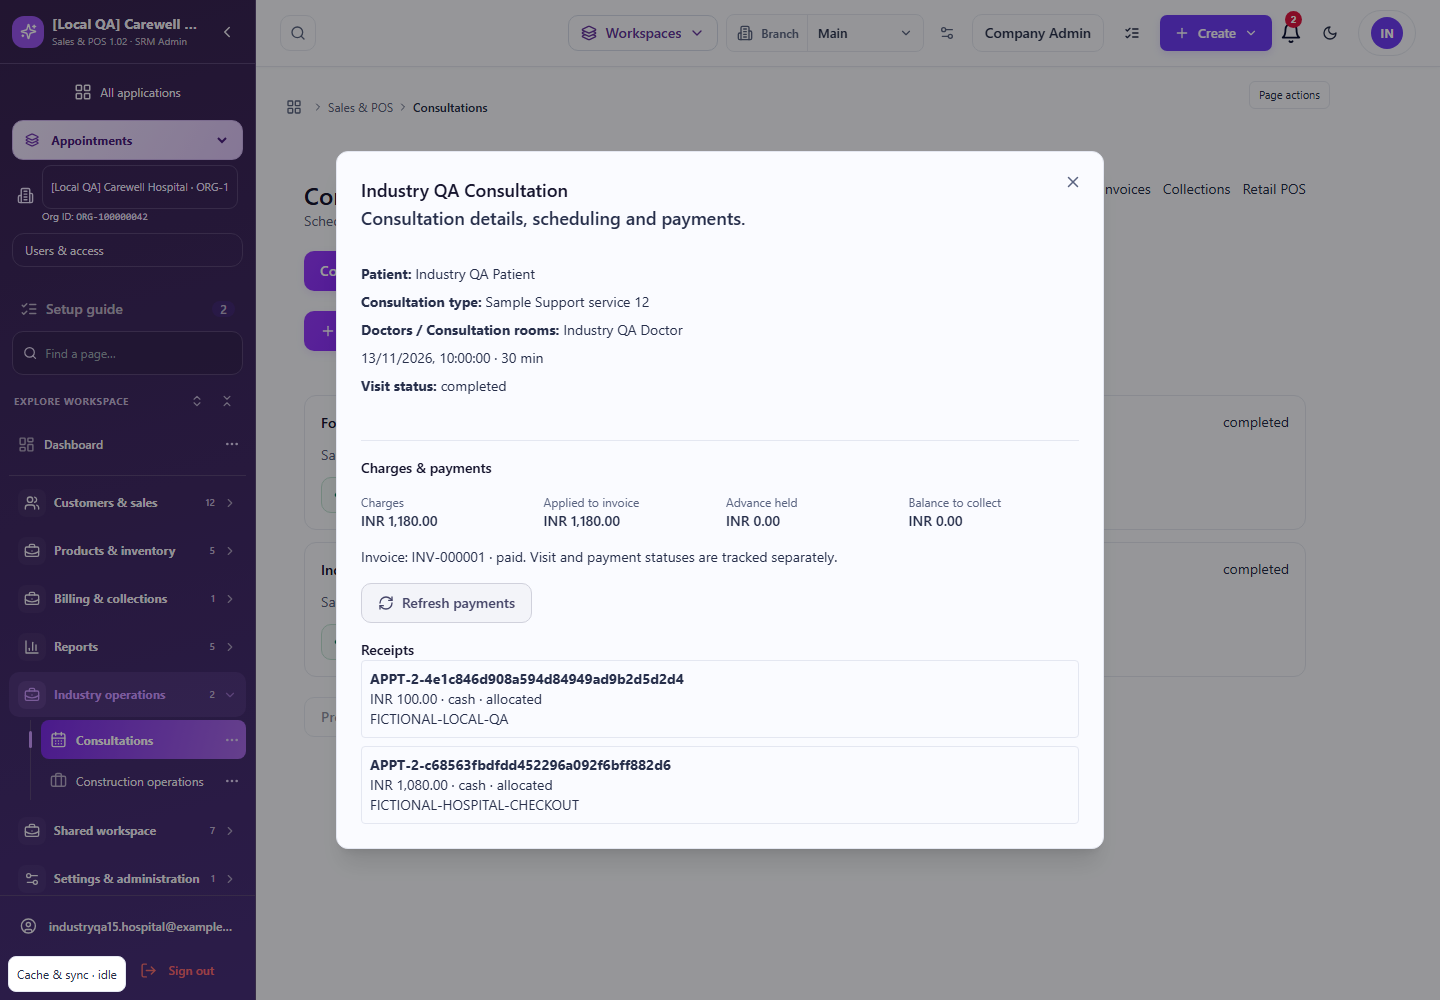 [Local QA] Carewell ...
Sales & POS 1.02 · SRM Admin
All applications
Appointments
[Local QA] Carewell Hospital · ORG-1
Org ID: ORG-100000042
Users & access
Setup guide
2
Find a page...
EXPLORE WORKSPACE
Dashboard
Customers & sales 12
Products & inventory 5
Billing & collections 1
Reports 5
Industry operations 2
Consultations
Construction operations
Shared workspace 7
Settings & administration 1
industryqa15.hospital@example...
Cache & sync · idle
Sign out
Workspaces
Branch
Main
Company Admin
Create
2
IN
Sales & POS
Consultations
Page actions
Collections
Retail POS
completed
completed
Industry QA Consultation
Consultation details, scheduling and payments.
Patient: Industry QA Patient
Consultation type: Sample Support service 12
Doctors / Consultation rooms: Industry QA Doctor
13/11/2026, 10:00:00 · 30 min
Visit status: completed
Charges & payments
Charges
INR 1,180.00
Applied to invoice
INR 1,180.00
Advance held
INR 0.00
Balance to collect
INR 0.00
Invoice: INV-000001 · paid. Visit and payment statuses are tracked separately.
Refresh payments
Receipts
APPT-2-4e1c846d908a594d84949ad9b2d5d2d4
INR 100.00 · cash · allocated
FICTIONAL-LOCAL-QA
APPT-2-c68563fbdfdd452296a092f6bff882d6
INR 1,080.00 · cash · allocated
FICTIONAL-HOSPITAL-CHECKOUT